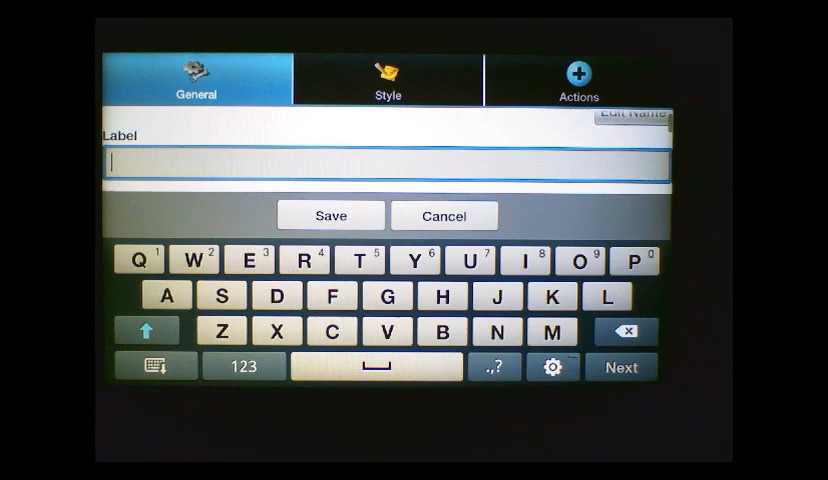 General
Style
Actions
Edit Name
Label
Save
Cancel
Q1 W2 E3 R4 T5 Y6 U7 I8 O9 P0
A S D F G H J K L
Z X C V B N M
123 .,? Next